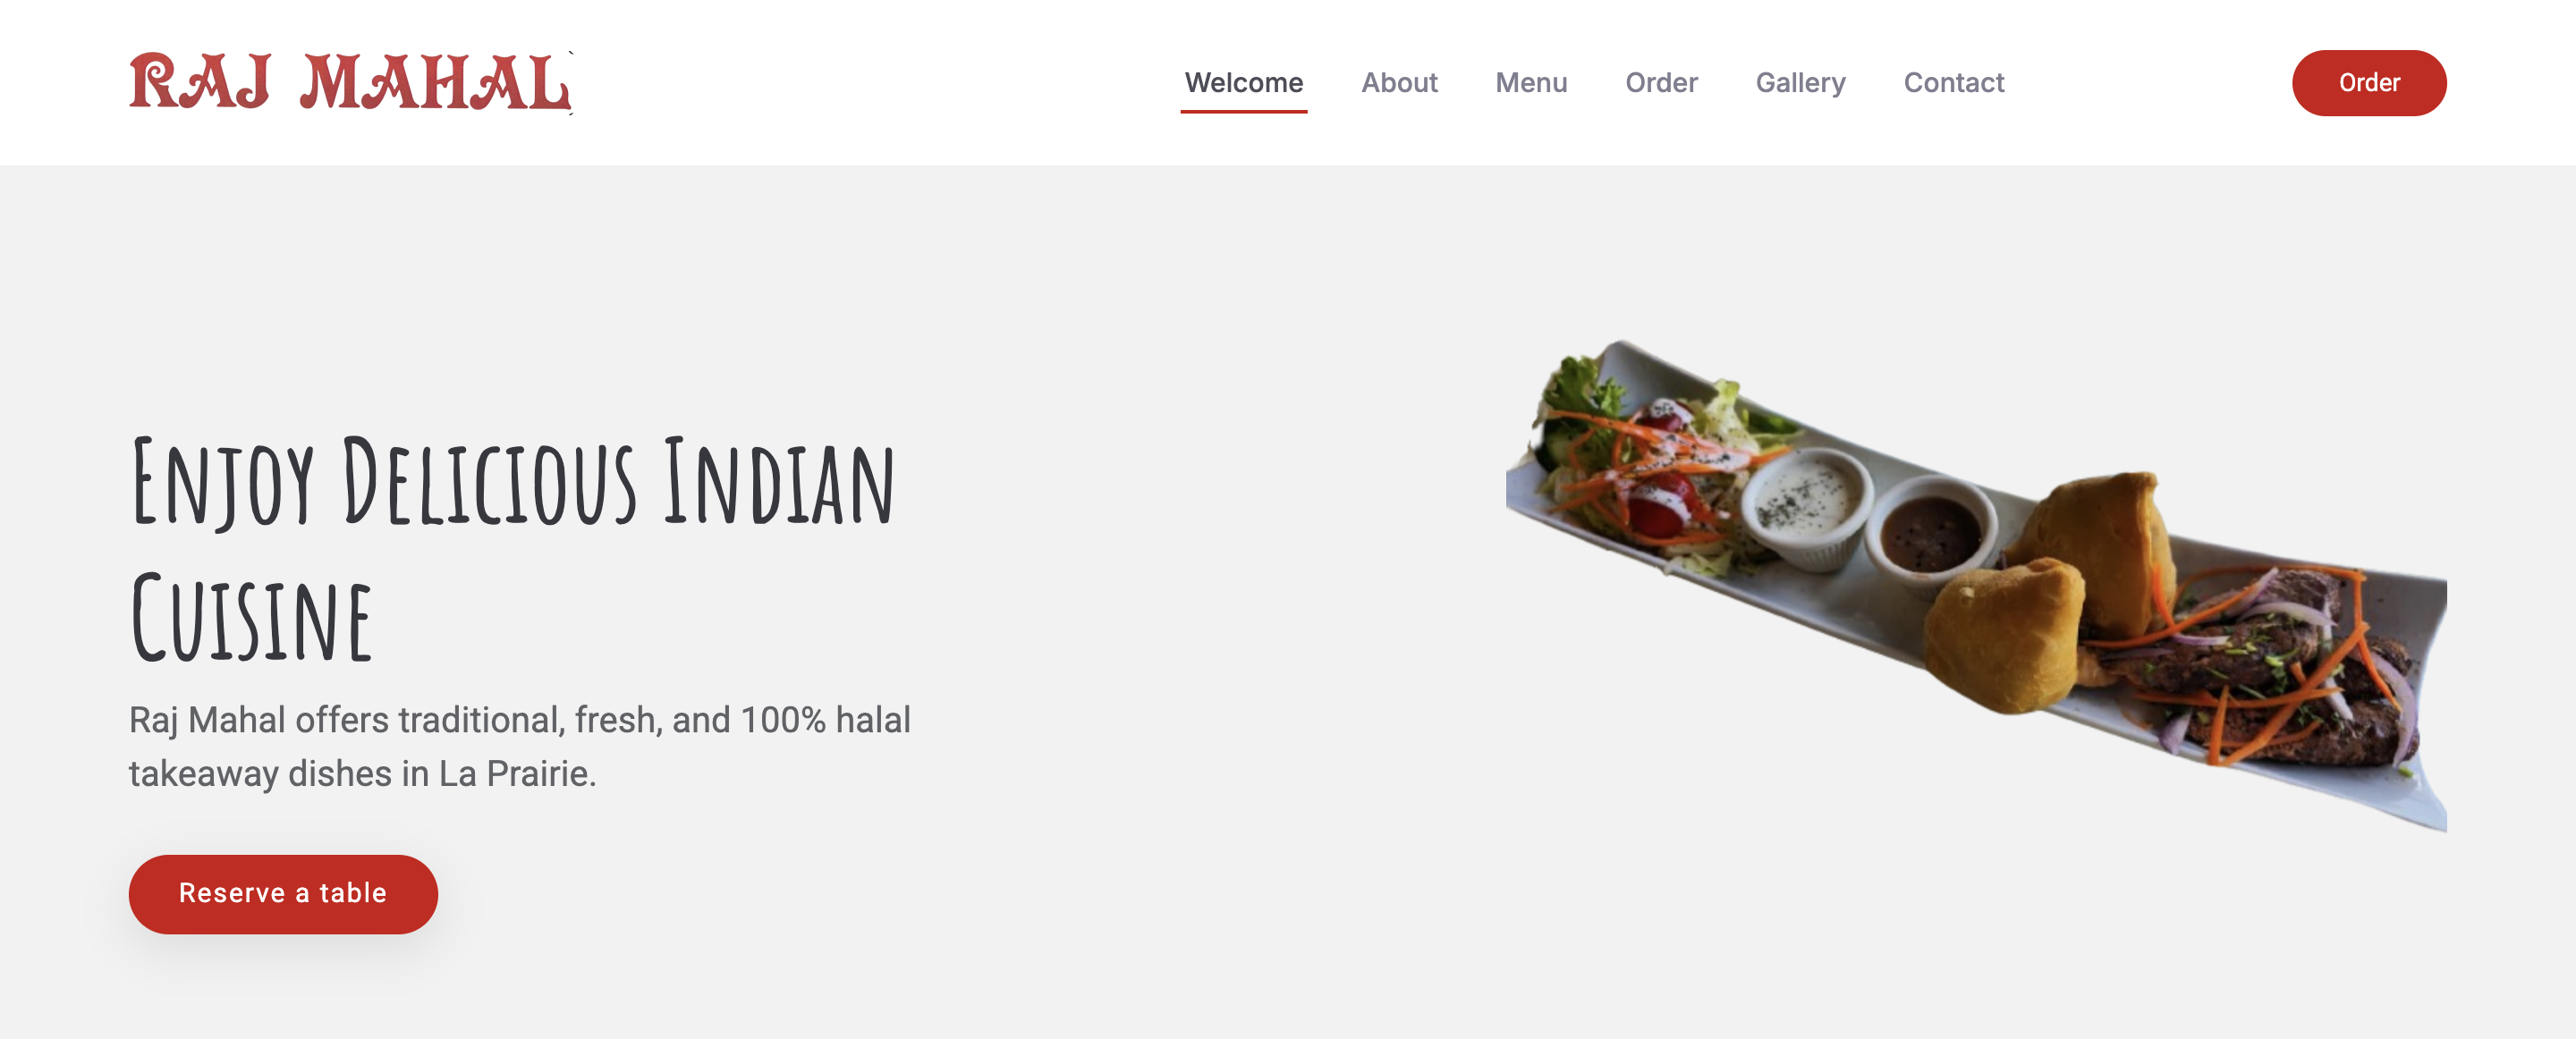 RAJ MAHAL
Welcome About Menu Order Gallery Contact
Order
Enjoy Delicious Indian
Cuisine
Raj Mahal offers traditional, fresh, and 100% halal
takeaway dishes in La Prairie.
Reserve a table